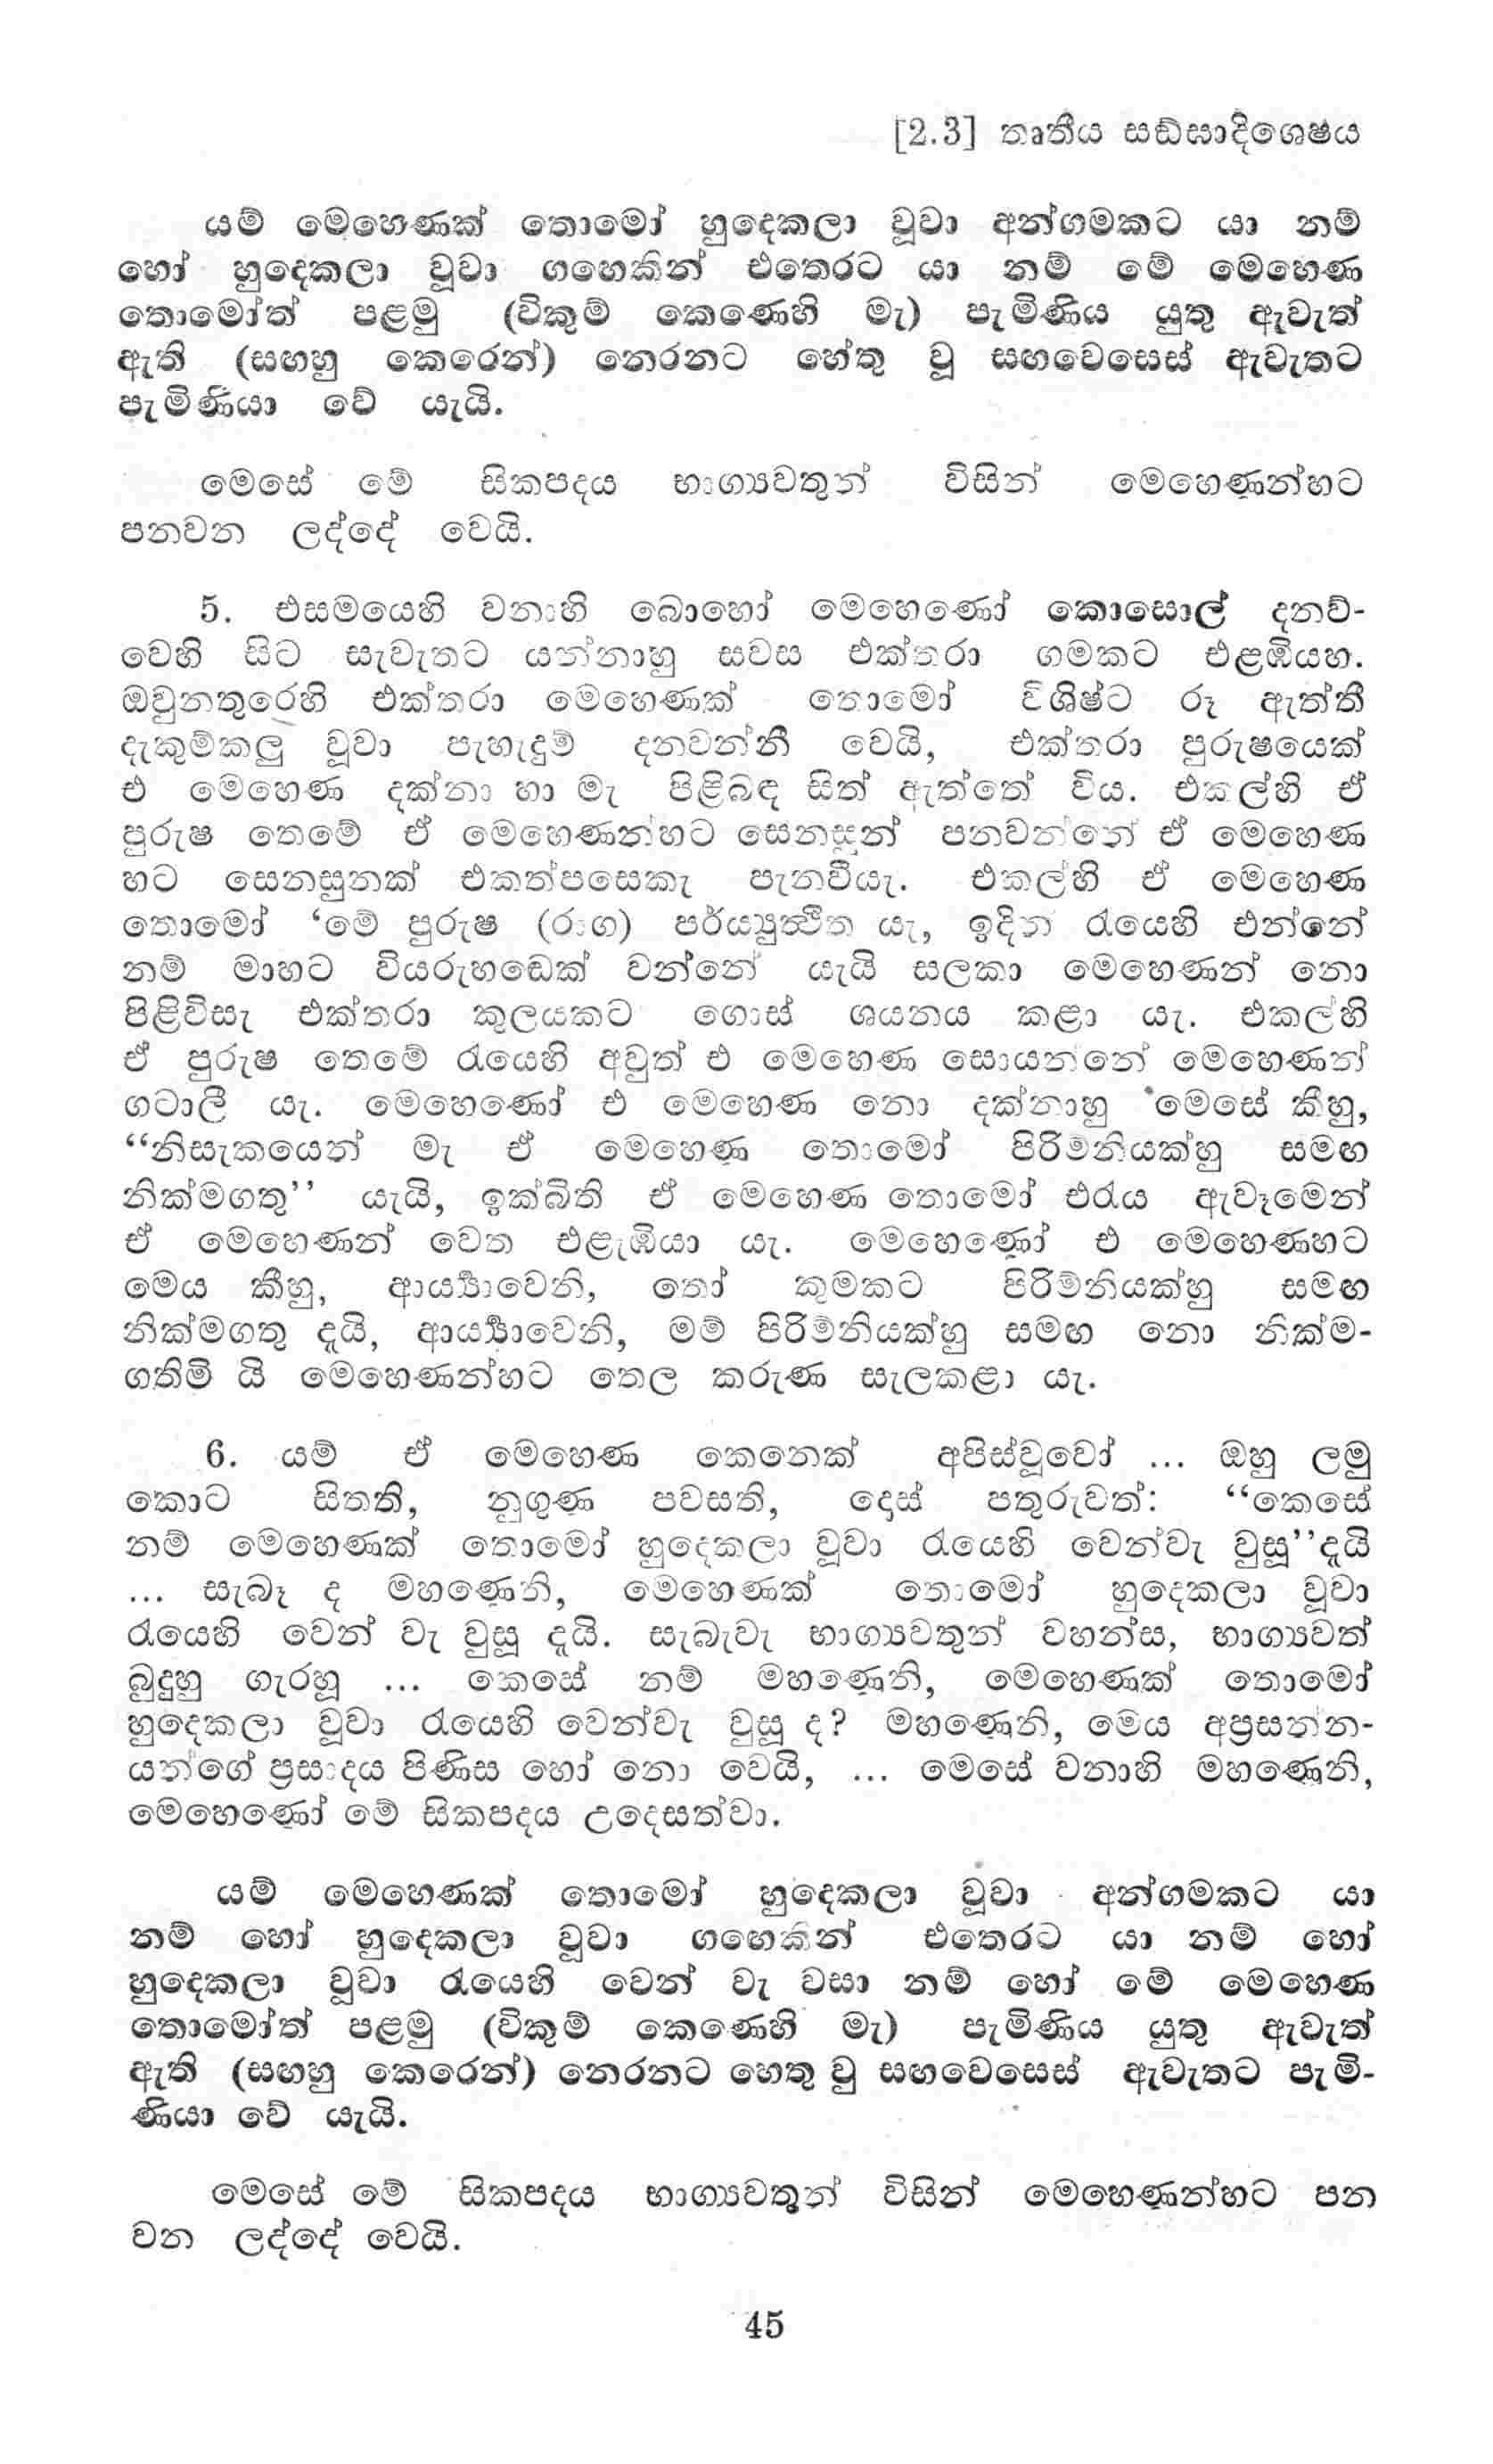 [2.3] තෘතීය සඞ්ඝාදිශෙෂය
යම් මෙහෙණක් තොමෝ හුදෙකලා වූවා අන්ගමකට යා නම්
හෝ හුදෙකලා වූවා ගඟෙකින් එතෙරට යා නම් මේ මෙහෙණ
තොමෝත් පළමු (විකුම් කෙණෙහි මැ) පැමිණිය යුතු ඇවැත්
ඇති (සඟහු කෙරෙන්) නෙරනට හේතු වූ සඟවෙසෙස් ඇවැතට
පැමිණියා වේ යැයි.
මෙසේ මේ සිකපදය භාග්‍යවතුන් විසින් මෙහෙණුන්හට
පනවන ලද්දේ වෙයි.
5. එසමයෙහි වනාහි බොහෝ මෙහෙණෝ කොසොල් දනව්-
වෙහි සිට සැවැතට යන්නාහු සවස එක්තරා ගමකට එළඹියහ.
ඔවුනතුරෙහි එක්තරා මෙහෙණක් තොමෝ විශිෂ්ට රූ ඇත්තී
දැකුම්කලු වූවා පැහැදුම් දනවන්නී වෙයි, එක්තරා පුරුෂයෙක්
එ මෙහෙණ දක්නා හා මැ පිළිබඳ සිත් ඇත්තේ විය. එකල්හි ඒ
පුරුෂ තෙමේ ඒ මෙහෙණන්හට සෙනසුන් පනවන්නේ ඒ මෙහෙණ
හට සෙනසුනක් එකත්පසෙකැ පැනවීයැ. එකල්හි ඒ මෙහෙණ
තොමෝ ‘මේ පුරුෂ (රාග) පර්යයුත්ථිත යැ, ඉදින් රැයෙහි එන්නේ
නම් මාහට වියරුහඬෙක් වන්නේ යැයි සලකා මෙහෙණන් නො
පිළිවිසැ එක්තරා කුලයකට ගොස් ශයනය කළා යැ. එකල්හි
ඒ පුරුෂ තෙමේ රැයෙහි අවුත් එ මෙහෙණ සොයන්නේ මෙහෙණන්
ගටාලී යැ. මෙහෙණෝ එ මෙහෙණ නො දක්නාහු මෙසේ කීහු,
“නිසැකයෙන් මැ ඒ මෙහෙණ තොමෝ පිරිමිනියක්හු සමඟ
නික්මගතු” යැයි, ඉක්බිති ඒ මෙහෙණ තොමෝ එරැය ඇවෑමෙන්
ඒ මෙහෙණන් වෙත එළැඹියා යැ. මෙහෙණෝ එ මෙහෙණහට
මෙය කීහු, ආර්‍ය්‍යාවෙනි, තෝ කුමකට පිරිමිනියක්හු සමඟ
නික්මගතු දැයි, ආර්‍ය්‍යාවෙනි, මම් පිරිමිනියක්හු සමඟ නො නික්ම-
ගතිමි යි මෙහෙණන්හට තෙල කරුණ සැලකළා යැ.
6. යම් ඒ මෙහෙණ කෙනෙක් අපිස්වූවෝ ... ඔහු ලමු
කොට සිතති, නුගුණ පවසති, දොස් පතුරුවත්: “කෙසේ
නම් මෙහෙණක් තොමෝ හුදෙකලා වූවා රැයෙහි වෙන්වැ වුසූ”දැයි
... සැබෑ ද මහණෙනි, මෙහෙණක් තොමෝ හුදෙකලා වූවා
රැයෙහි වෙන් වැ වුසූ දැයි. සැබැවැ භාග්‍යවතුන් වහන්ස, භාග්‍යවත්
බුදුහු ගැරහූ ... කෙසේ නම් මහණෙනි, මෙහෙණක් තොමෝ
හුදෙකලා වූවා රැයෙහි වෙන්වැ වුසූ ද? මහණෙනි, මෙය අප්‍රසන්න-
යන්ගේ ප්‍රසාදය පිණිස හෝ නො වෙයි, ... මෙසේ වනාහි මහණෙනි,
මෙහෙණෝ මේ සිකපදය උදෙසත්වා.
යම් මෙහෙණක් තොමෝ හුදෙකලා වූවා අන්ගමකට යා
නම් හෝ හුදෙකලා වූවා ගඟෙකින් එතෙරට යා නම් හෝ
හුදෙකලා වූවා රැයෙහි වෙන් වැ වසා නම් හෝ මේ මෙහෙණ
තොමෝත් පළමු (විකුම් කෙණෙහි මැ) පැමිණිය යුතු ඇවැත්
ඇති (සඟහු කෙරෙන්) නෙරනට හෙතු වු සඟවෙසෙස් ඇවැතට පැමි-
ණියා වේ යැයි.
මෙසේ මේ සිකපදය භාග්‍යවතුන් විසින් මෙහෙණුන්හට පන
වන ලද්දේ වෙයි.
45